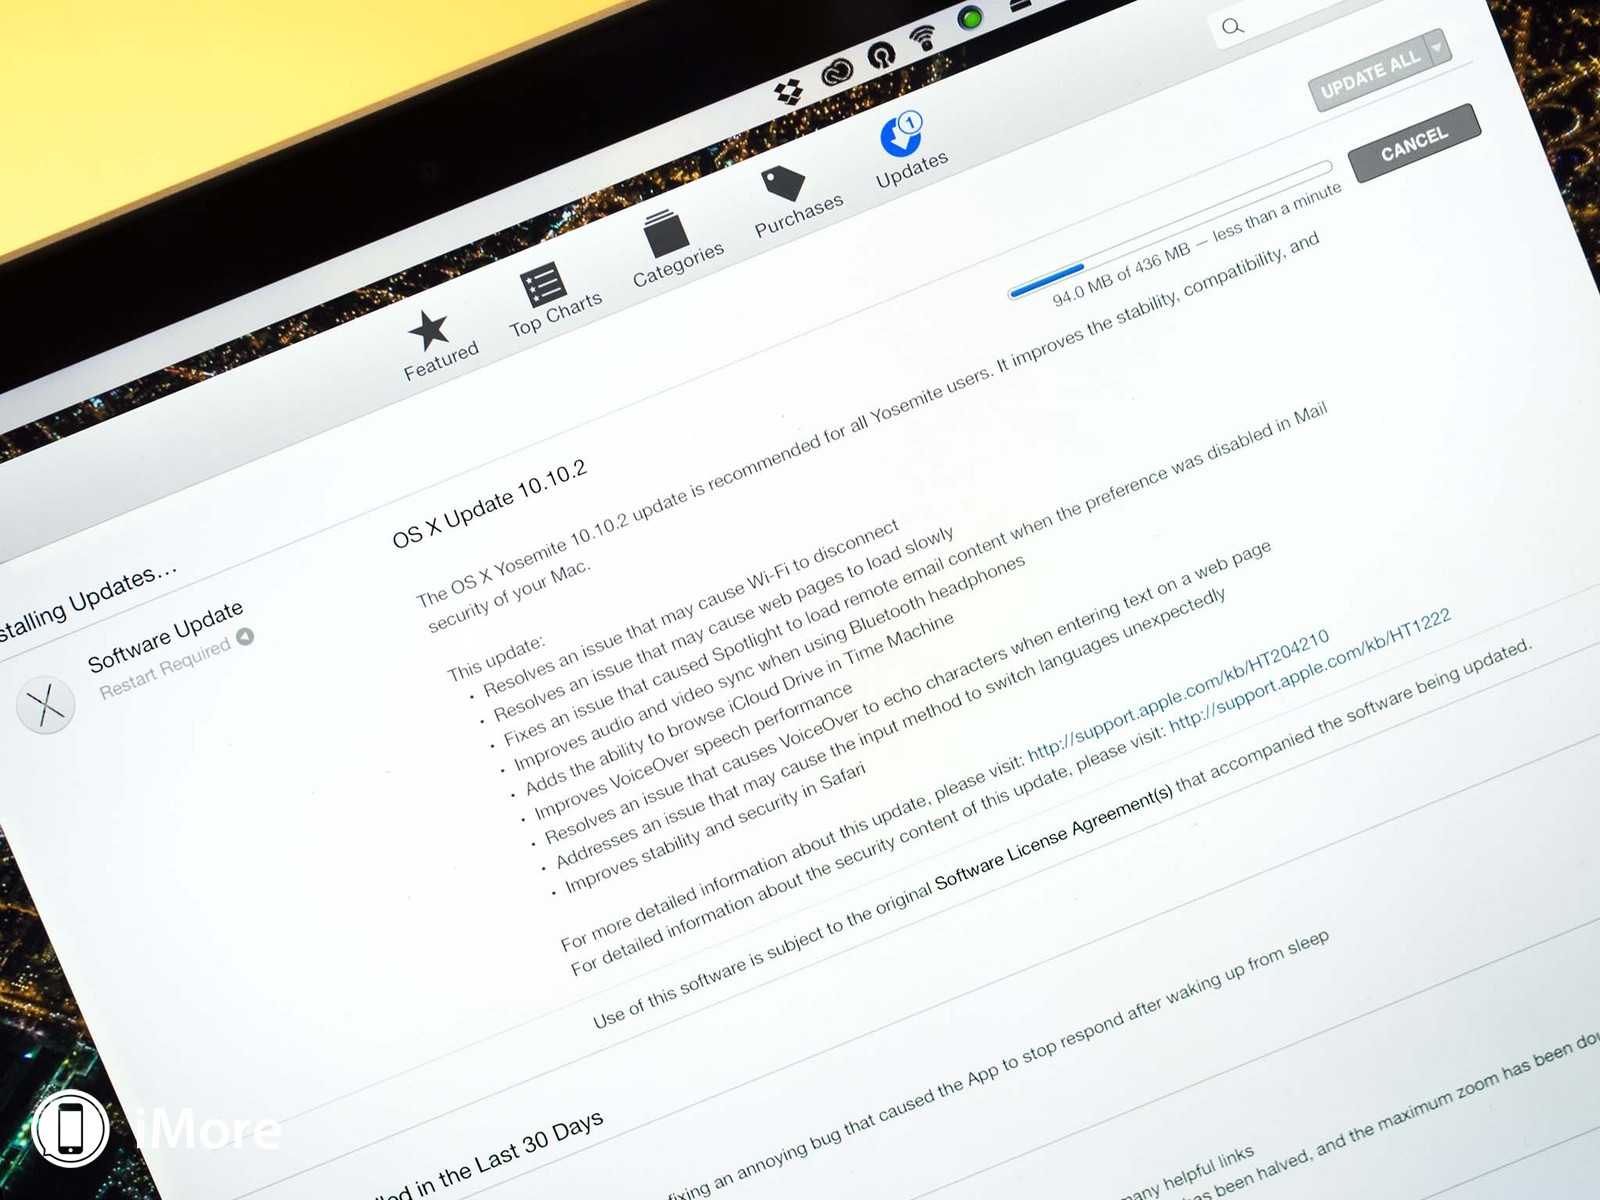 UPDATE ALL
CANCEL
1
Featured
Top Charts
Categories
Purchases
Updates
94.0 MB of 436 MB — less than a minute
stalling Updates...
Software Update
Restart Required
OS X Update 10.10.2
The OS X Yosemite 10.10.2 update is recommended for all Yosemite users. It improves the stability, compatibility, and
security of your Mac.
This update:
• Resolves an issue that may cause Wi-Fi to disconnect
• Resolves an issue that may cause web pages to load slowly
• Fixes an issue that caused Spotlight to load remote email content when the preference was disabled in Mail
• Improves audio and video sync when using Bluetooth headphones
• Adds the ability to browse iCloud Drive in Time Machine
• Improves VoiceOver speech performance
• Resolves an issue that causes VoiceOver to echo characters when entering text on a web page
• Addresses an issue that may cause the input method to switch languages unexpectedly
• Improves stability and security in Safari
For more detailed information about this update, please visit: http://support.apple.com/kb/HT204210
For detailed information about the security content of this update, please visit: http://support.apple.com/kb/HT1222
Use of this software is subject to the original Software License Agreement(s) that accompanied the software being updated.
lled in the Last 30 Days
fixing an annoying bug that caused the App to stop respond after waking up from sleep
many helpful links
has been halved, and the maximum zoom has been dou
iMore